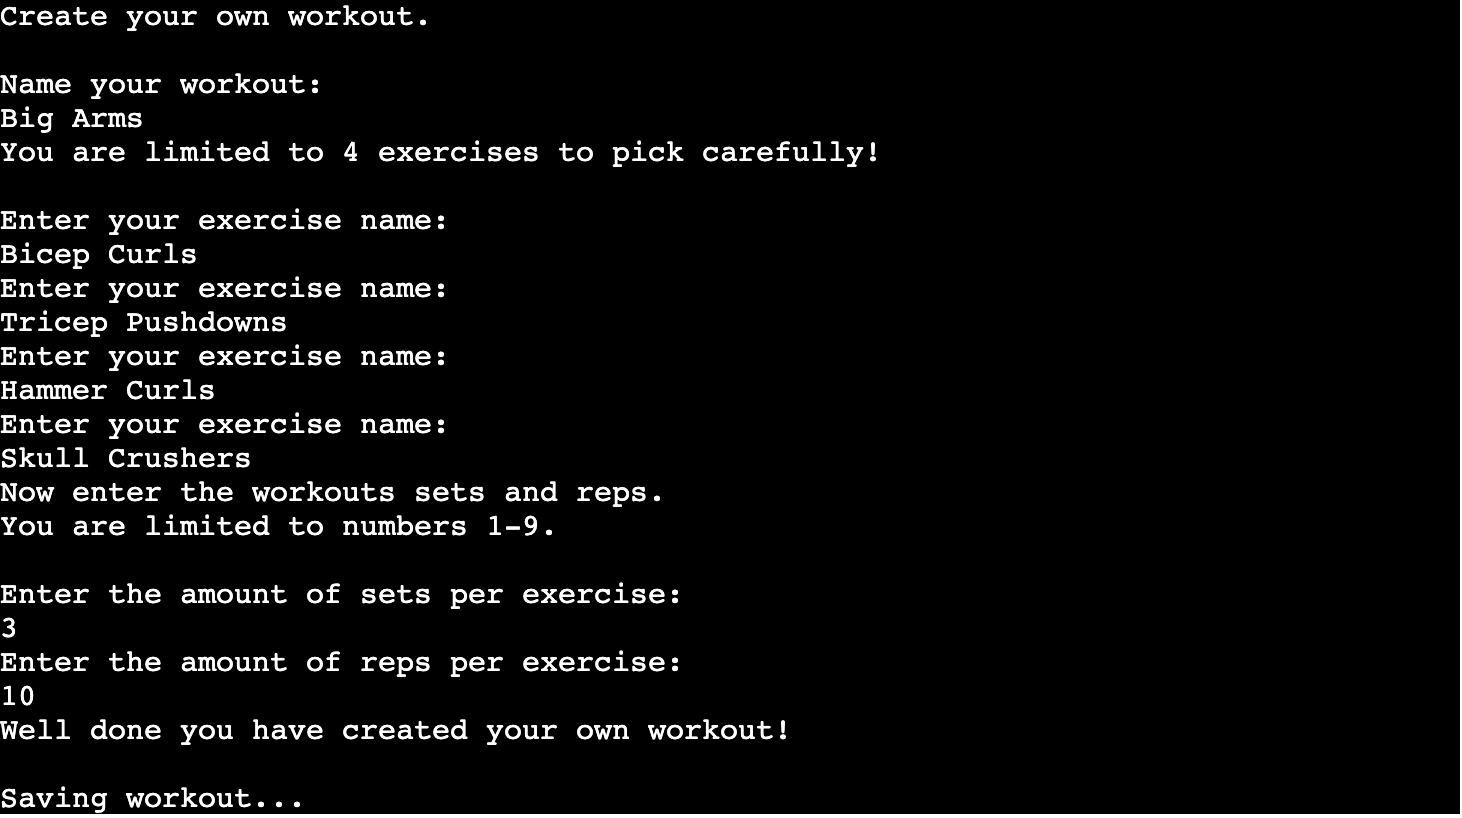 Create your own workout.
Name your workout:
Big Arms
You are limited to 4 exercises to pick carefully!
Enter your exercise name:
Bicep Curls
Enter your exercise name:
Tricep Pushdowns
Enter your exercise name:
Hammer Curls
Enter your exercise name:
Skull Crushers
Now enter the workouts sets and reps.
You are limited to numbers 1-9.
Enter the amount of sets per exercise:
3
Enter the amount of reps per exercise:
10
Well done you have created your own workout!
Saving workout...